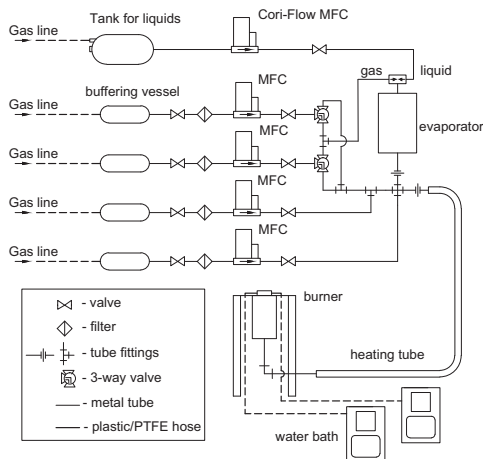 Cori-Flow MFC
Tank for liquids
Gas line
gas
liquid
buffering vessel
MFC
Gas line
evaporator
MFC
Gas line
MFC
Gas line
MFC
Gas line
burner
- valve
- filter
- tube fittings
- 3-way valve
- metal tube
- plastic/PTFE hose
heating tube
water bath